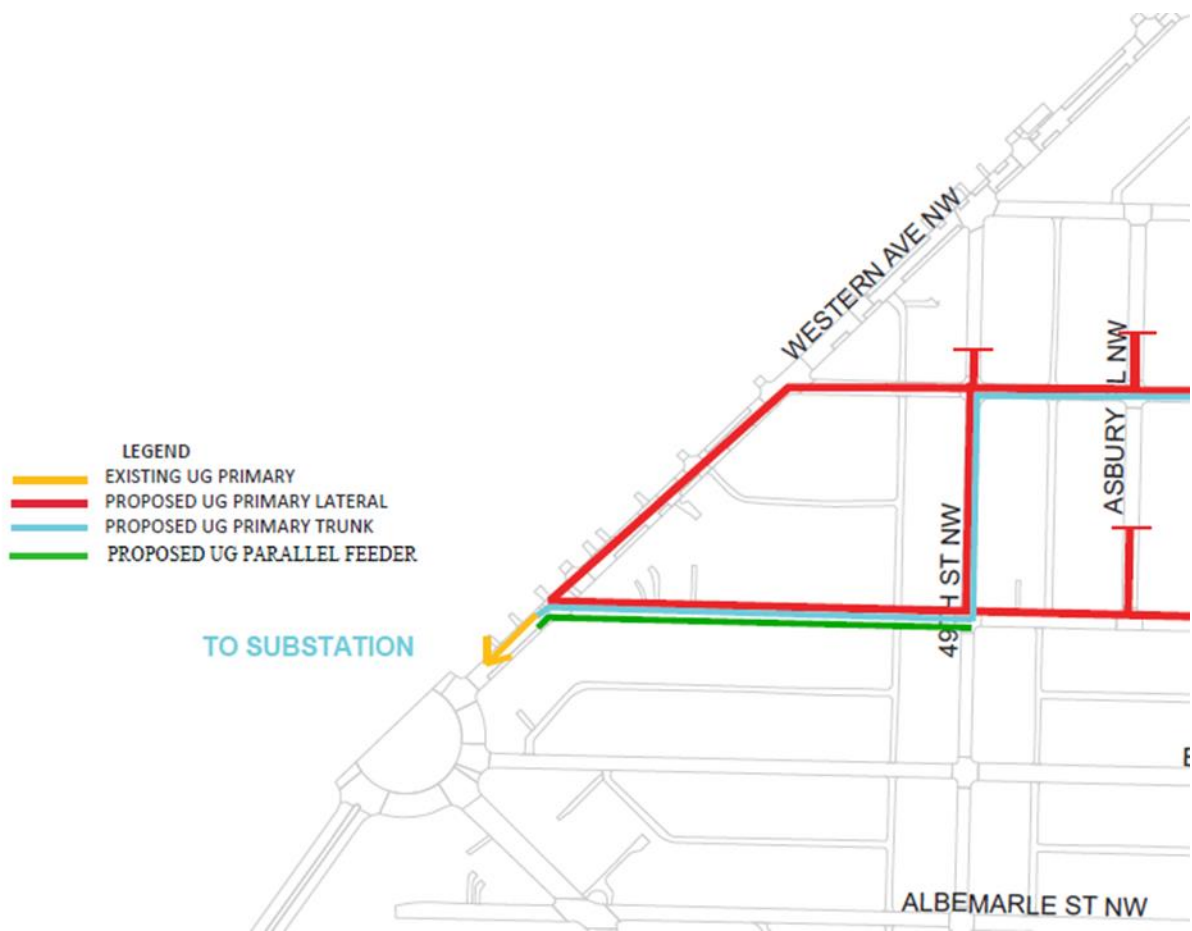 WESTERN AVE NW
ASBURY L NW
LEGEND
EXISTING UG PRIMARY
PROPOSED UG PRIMARY LATERAL
PROPOSED UG PRIMARY TRUNK
PROPOSED UG PARALLEL FEEDER
49 H ST NW
TO SUBSTATION
E
ALBEMARLE ST NW